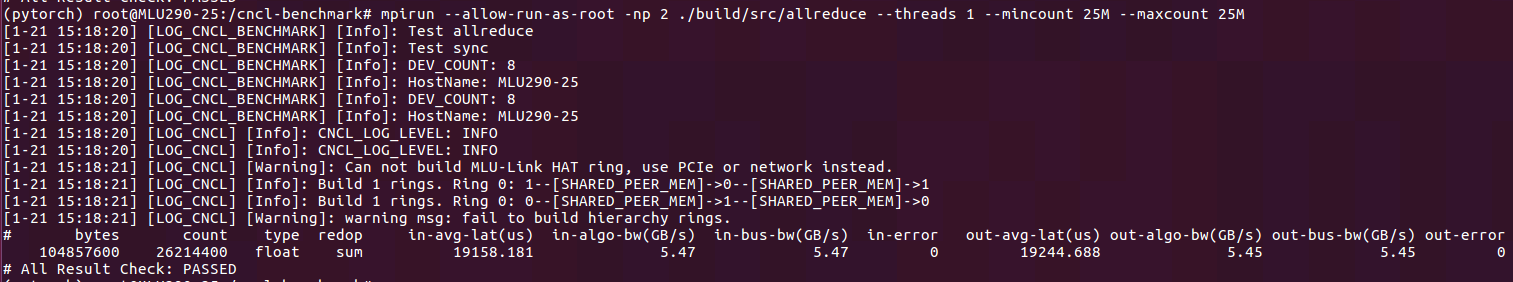 (pytorch) root@MLU290-25:/cncl-benchmark# mpirun --allow-run-as-root -np 2 ./build/src/allreduce --threads 1 --mincount 25M --maxcount 25M
[1-21 15:18:20] [LOG_CNCL_BENCHMARK] [Info]: Test allreduce
[1-21 15:18:20] [LOG_CNCL_BENCHMARK] [Info]: Test sync
[1-21 15:18:20] [LOG_CNCL_BENCHMARK] [Info]: DEV_COUNT: 8
[1-21 15:18:20] [LOG_CNCL_BENCHMARK] [Info]: HostName: MLU290-25
[1-21 15:18:20] [LOG_CNCL_BENCHMARK] [Info]: DEV_COUNT: 8
[1-21 15:18:20] [LOG_CNCL_BENCHMARK] [Info]: HostName: MLU290-25
[1-21 15:18:20] [LOG_CNCL] [Info]: CNCL_LOG_LEVEL: INFO
[1-21 15:18:20] [LOG_CNCL] [Info]: CNCL_LOG_LEVEL: INFO
[1-21 15:18:21] [LOG_CNCL] [Warning]: Can not build MLU-Link HAT ring, use PCIe or network instead.
[1-21 15:18:21] [LOG_CNCL] [Info]: Build 1 rings. Ring 0: 1--[SHARED_PEER_MEM]->0--[SHARED_PEER_MEM]->1
[1-21 15:18:21] [LOG_CNCL] [Info]: Build 1 rings. Ring 0: 0--[SHARED_PEER_MEM]->1--[SHARED_PEER_MEM]->0
[1-21 15:18:21] [LOG_CNCL] [Warning]: warning msg: fail to build hierarchy rings.
# bytes count type redop in-avg-lat(us) in-algo-bw(GB/s) in-bus-bw(GB/s) in-error out-avg-lat(us) out-algo-bw(GB/s) out-bus-bw(GB/s) out-error
104857600 26214400 float sum 19158.181 5.47 5.47 0 19244.688 5.45 5.45 0
# All Result Check: PASSED